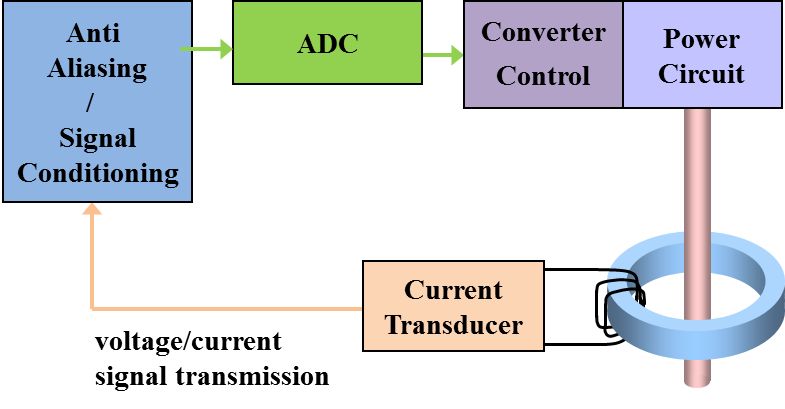 Anti
Aliasing
/
Signal
Conditioning
ADC
Converter
Control
Power
Circuit
Current
Transducer
voltage/current
signal transmission